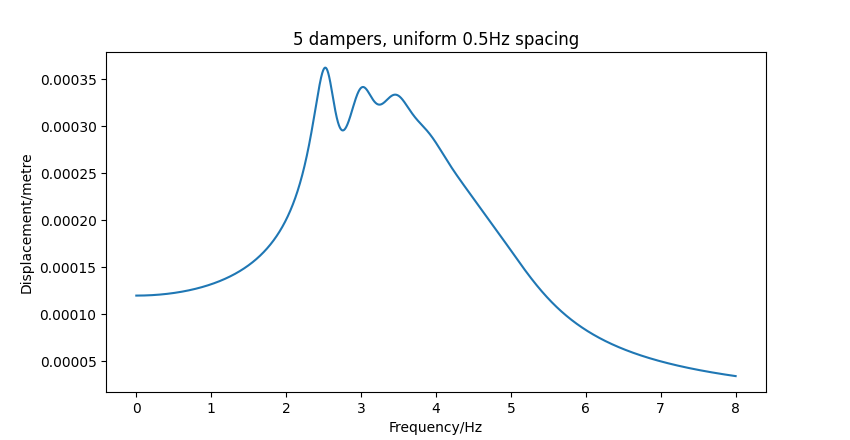 5 dampers, uniform 0.5Hz spacing
0.00035
0.00030
0.00025
0.00020
0.00015
0.00010
0.00005
Displacement/metre
0 1 2 3 4 5 6 7 8
Frequency/Hz